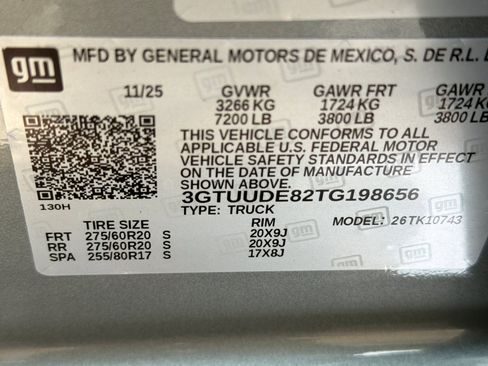 gm MFD BY GENERAL MOTORS DE MEXICO, S. DE R.L.
11/25 GVWR GAWR FRT GAWR
3266 KG 1724 KG 1724 KG
7200 LB 3800 LB 3800 LB
THIS VEHICLE CONFORMS TO ALL
APPLICABLE U.S. FEDERAL MOTOR
VEHICLE SAFETY STANDARDS IN EFFECT
ON THE DATE OF MANUFACTURE
SHOWN ABOVE.
3GTUUDE82TG198656
130H TYPE: TRUCK MODEL: 26TK10743
TIRE SIZE RIM
FRT 275/60R20 S 20X9J
RR 275/60R20 S 20X9J
SPA 255/80R17 S 17X8J